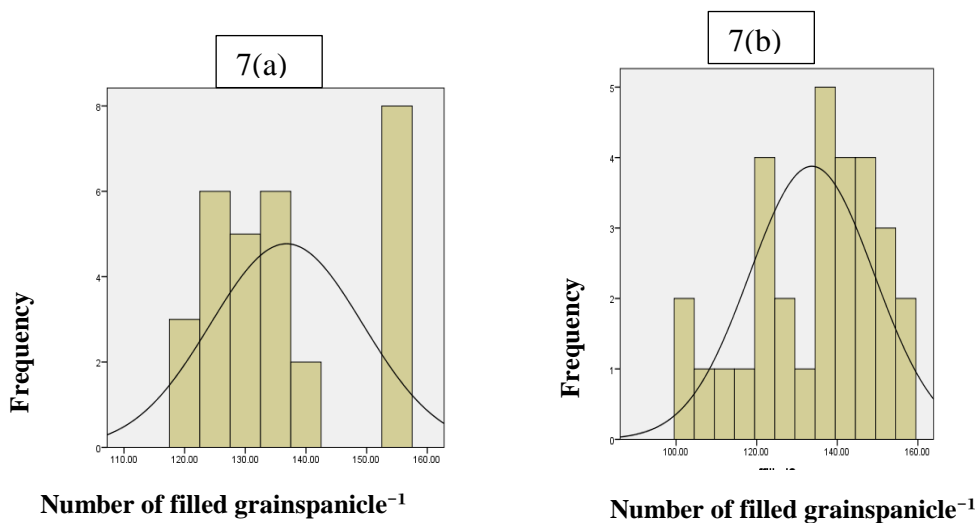 7(a)
8
6
4
2
0
Frequency
110.00 120.00 130.00 140.00 150.00 160.00
Number of filled grainspanicle⁻¹
7(b)
5
4
3
2
1
0
Frequency
100.00 120.00 140.00 160.00
Number of filled grainspanicle⁻¹